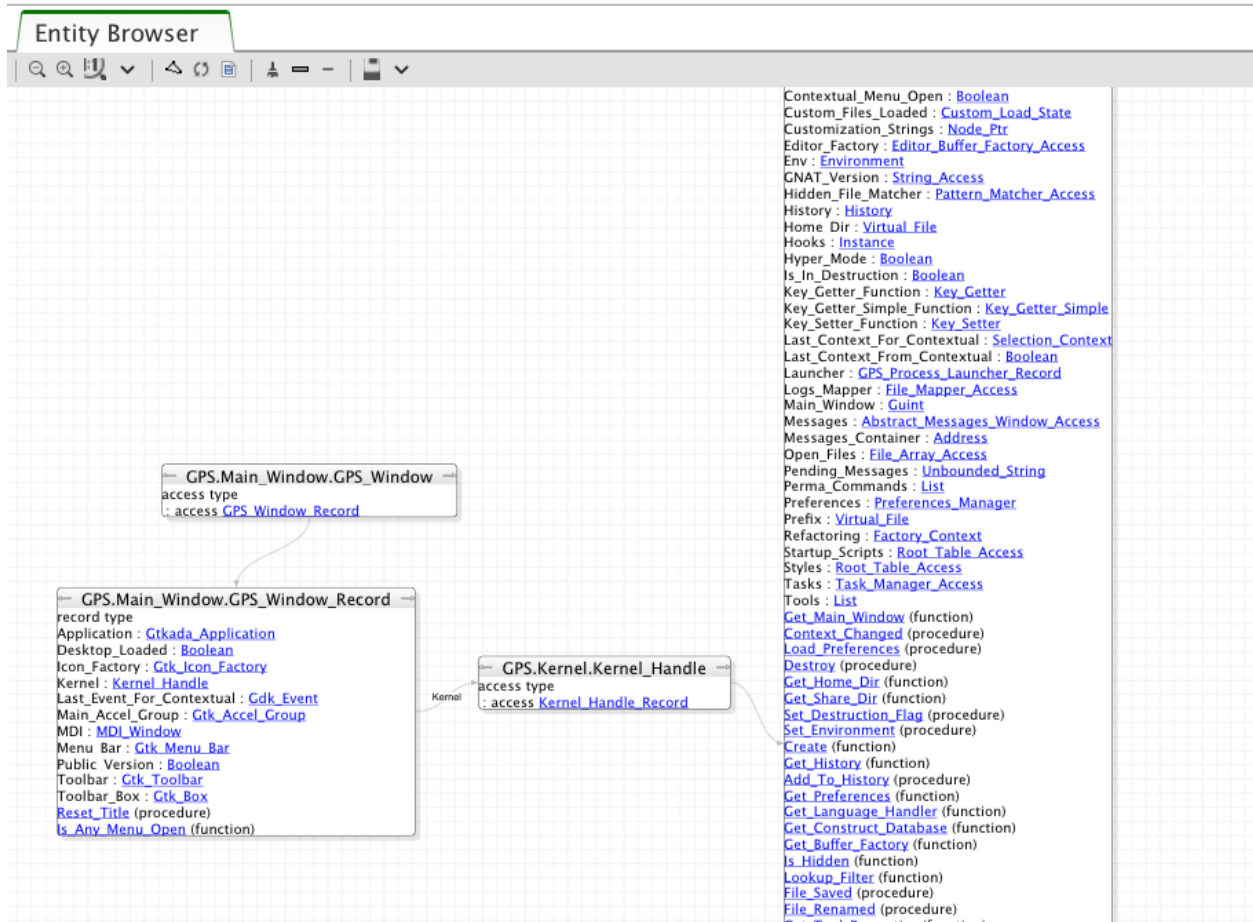 Entity Browser
Contextual_Menu_Open : Boolean
Custom_Files_Loaded : Custom_Load_State
Customization_Strings : Node_Ptr
Editor_Factory : Editor_Buffer_Factory_Access
Env : Environment
GNAT_Version : String_Access
Hidden_File_Matcher : Pattern_Matcher_Access
History : History
Home_Dir : Virtual_File
Hooks : Instance
Hyper_Mode : Boolean
Is_In_Destruction : Boolean
Key_Getter_Function : Key_Getter
Key_Getter_Simple_Function : Key_Getter_Simple
Key_Setter_Function : Key_Setter
Last_Context_For_Contextual : Selection_Context
Last_Context_From_Contextual : Boolean
Launcher : GPS_Process_Launcher_Record
Logs_Mapper : File_Mapper_Access
Main_Window : Guint
Messages : Abstract_Messages_Window_Access
Messages_Container : Address
Open_Files : File_Array_Access
Pending_Messages : Unbounded_String
Perma_Commands : List
Preferences : Preferences_Manager
Prefix : Virtual_File
Refactoring : Factory_Context
Startup_Scripts : Root_Table_Access
Styles : Root_Table_Access
Tasks : Task_Manager_Access
Tools : List
Get_Main_Window (function)
Context_Changed (procedure)
Load_Preferences (procedure)
Destroy (procedure)
Get_Home_Dir (function)
Get_Share_Dir (function)
Set_Destruction_Flag (procedure)
Set_Environment (procedure)
Create (function)
Get_History (function)
Add_To_History (procedure)
Get_Preferences (function)
Get_Language_Handler (function)
Get_Construct_Database (function)
Get_Buffer_Factory (function)
Is_Hidden (function)
Lookup_Filter (function)
File_Saved (procedure)
File_Renamed (procedure)
GPS.Main_Window.GPS_Window
access type
: access GPS_Window_Record
GPS.Main_Window.GPS_Window_Record
record type
Application : Gtkada_Application
Desktop_Loaded : Boolean
Icon_Factory : Gtk_Icon_Factory
Kernel : Kernel_Handle
Last_Event_For_Contextual : Gdk_Event
Main_Accel_Group : Gtk_Accel_Group
MDI : MDI_Window
Menu_Bar : Gtk_Menu_Bar
Public_Version : Boolean
Toolbar : Gtk_Toolbar
Toolbar_Box : Gtk_Box
Reset_Title (procedure)
Is_Any_Menu_Open (function)
Kernel
GPS.Kernel.Kernel_Handle
access type
: access Kernel_Handle_Record